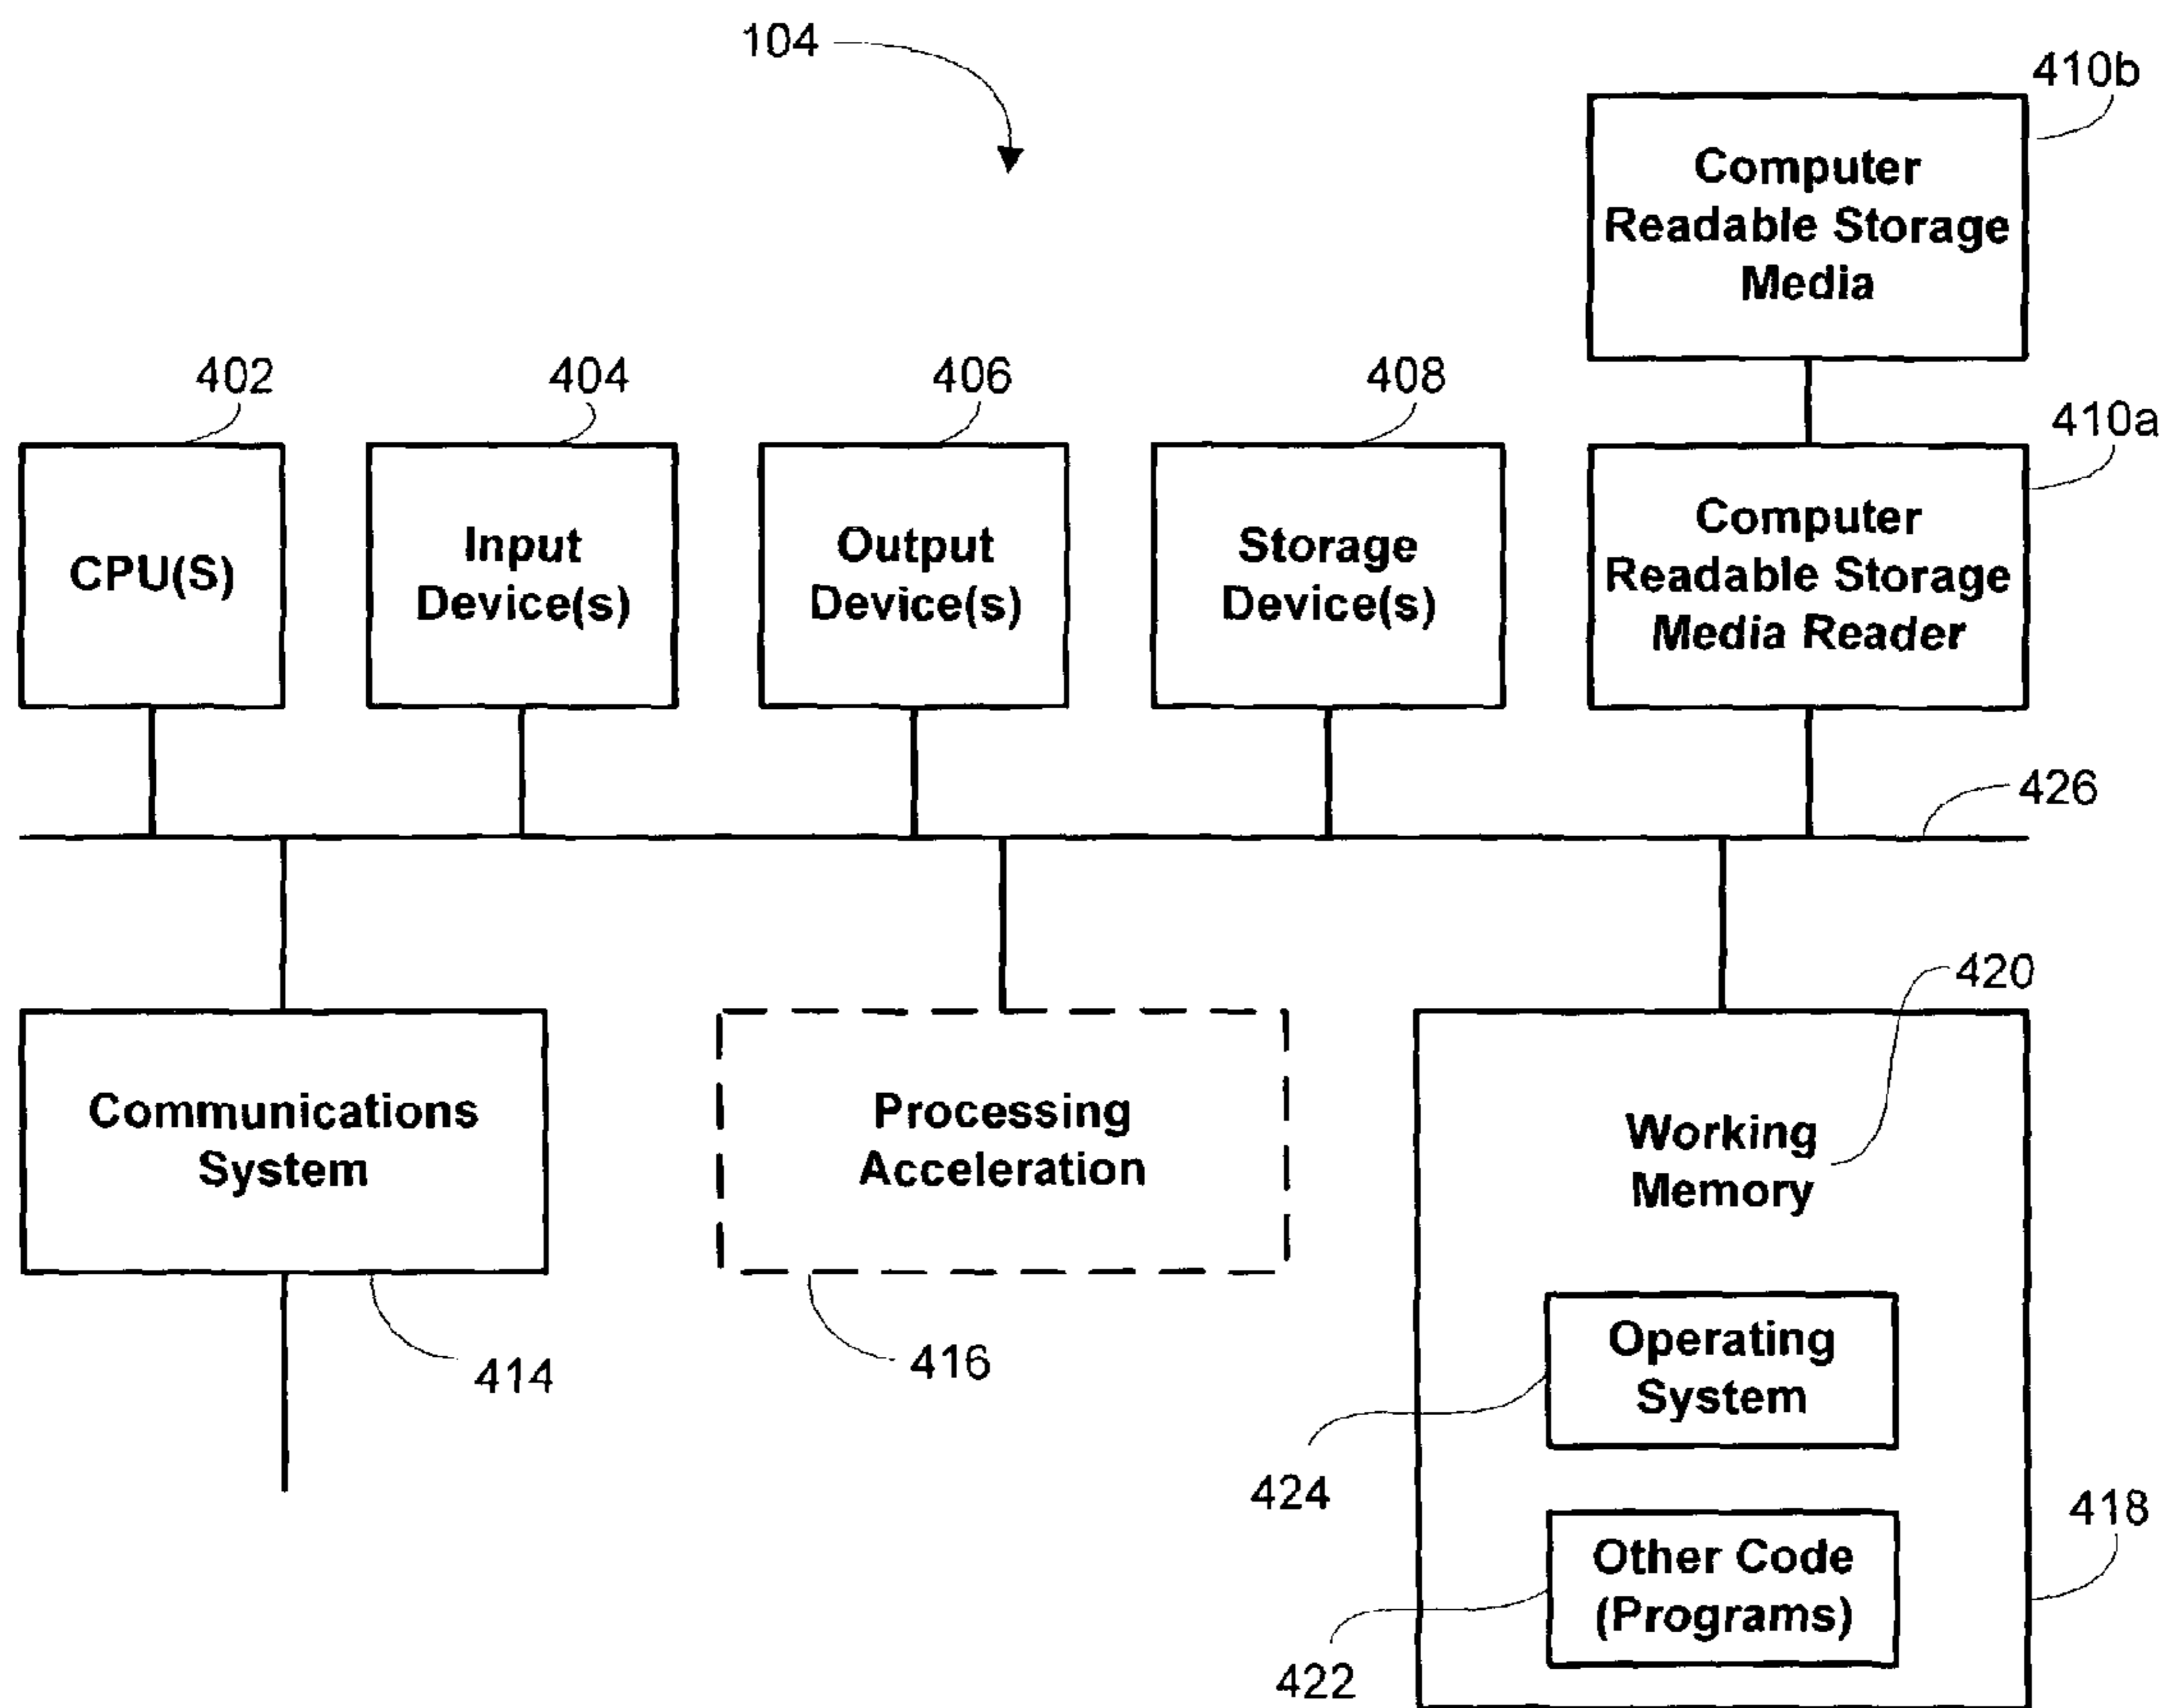 104
410b
Computer
Readable Storage
Media
402
404
406
408
410a
CPU(S)
Input
Device(s)
Output
Device(s)
Storage
Device(s)
Computer
Readable Storage
Media Reader
426
420
Communications
System
Processing
Acceleration
Working
Memory
414
416
Operating
System
424
418
Other Code
(Programs)
422